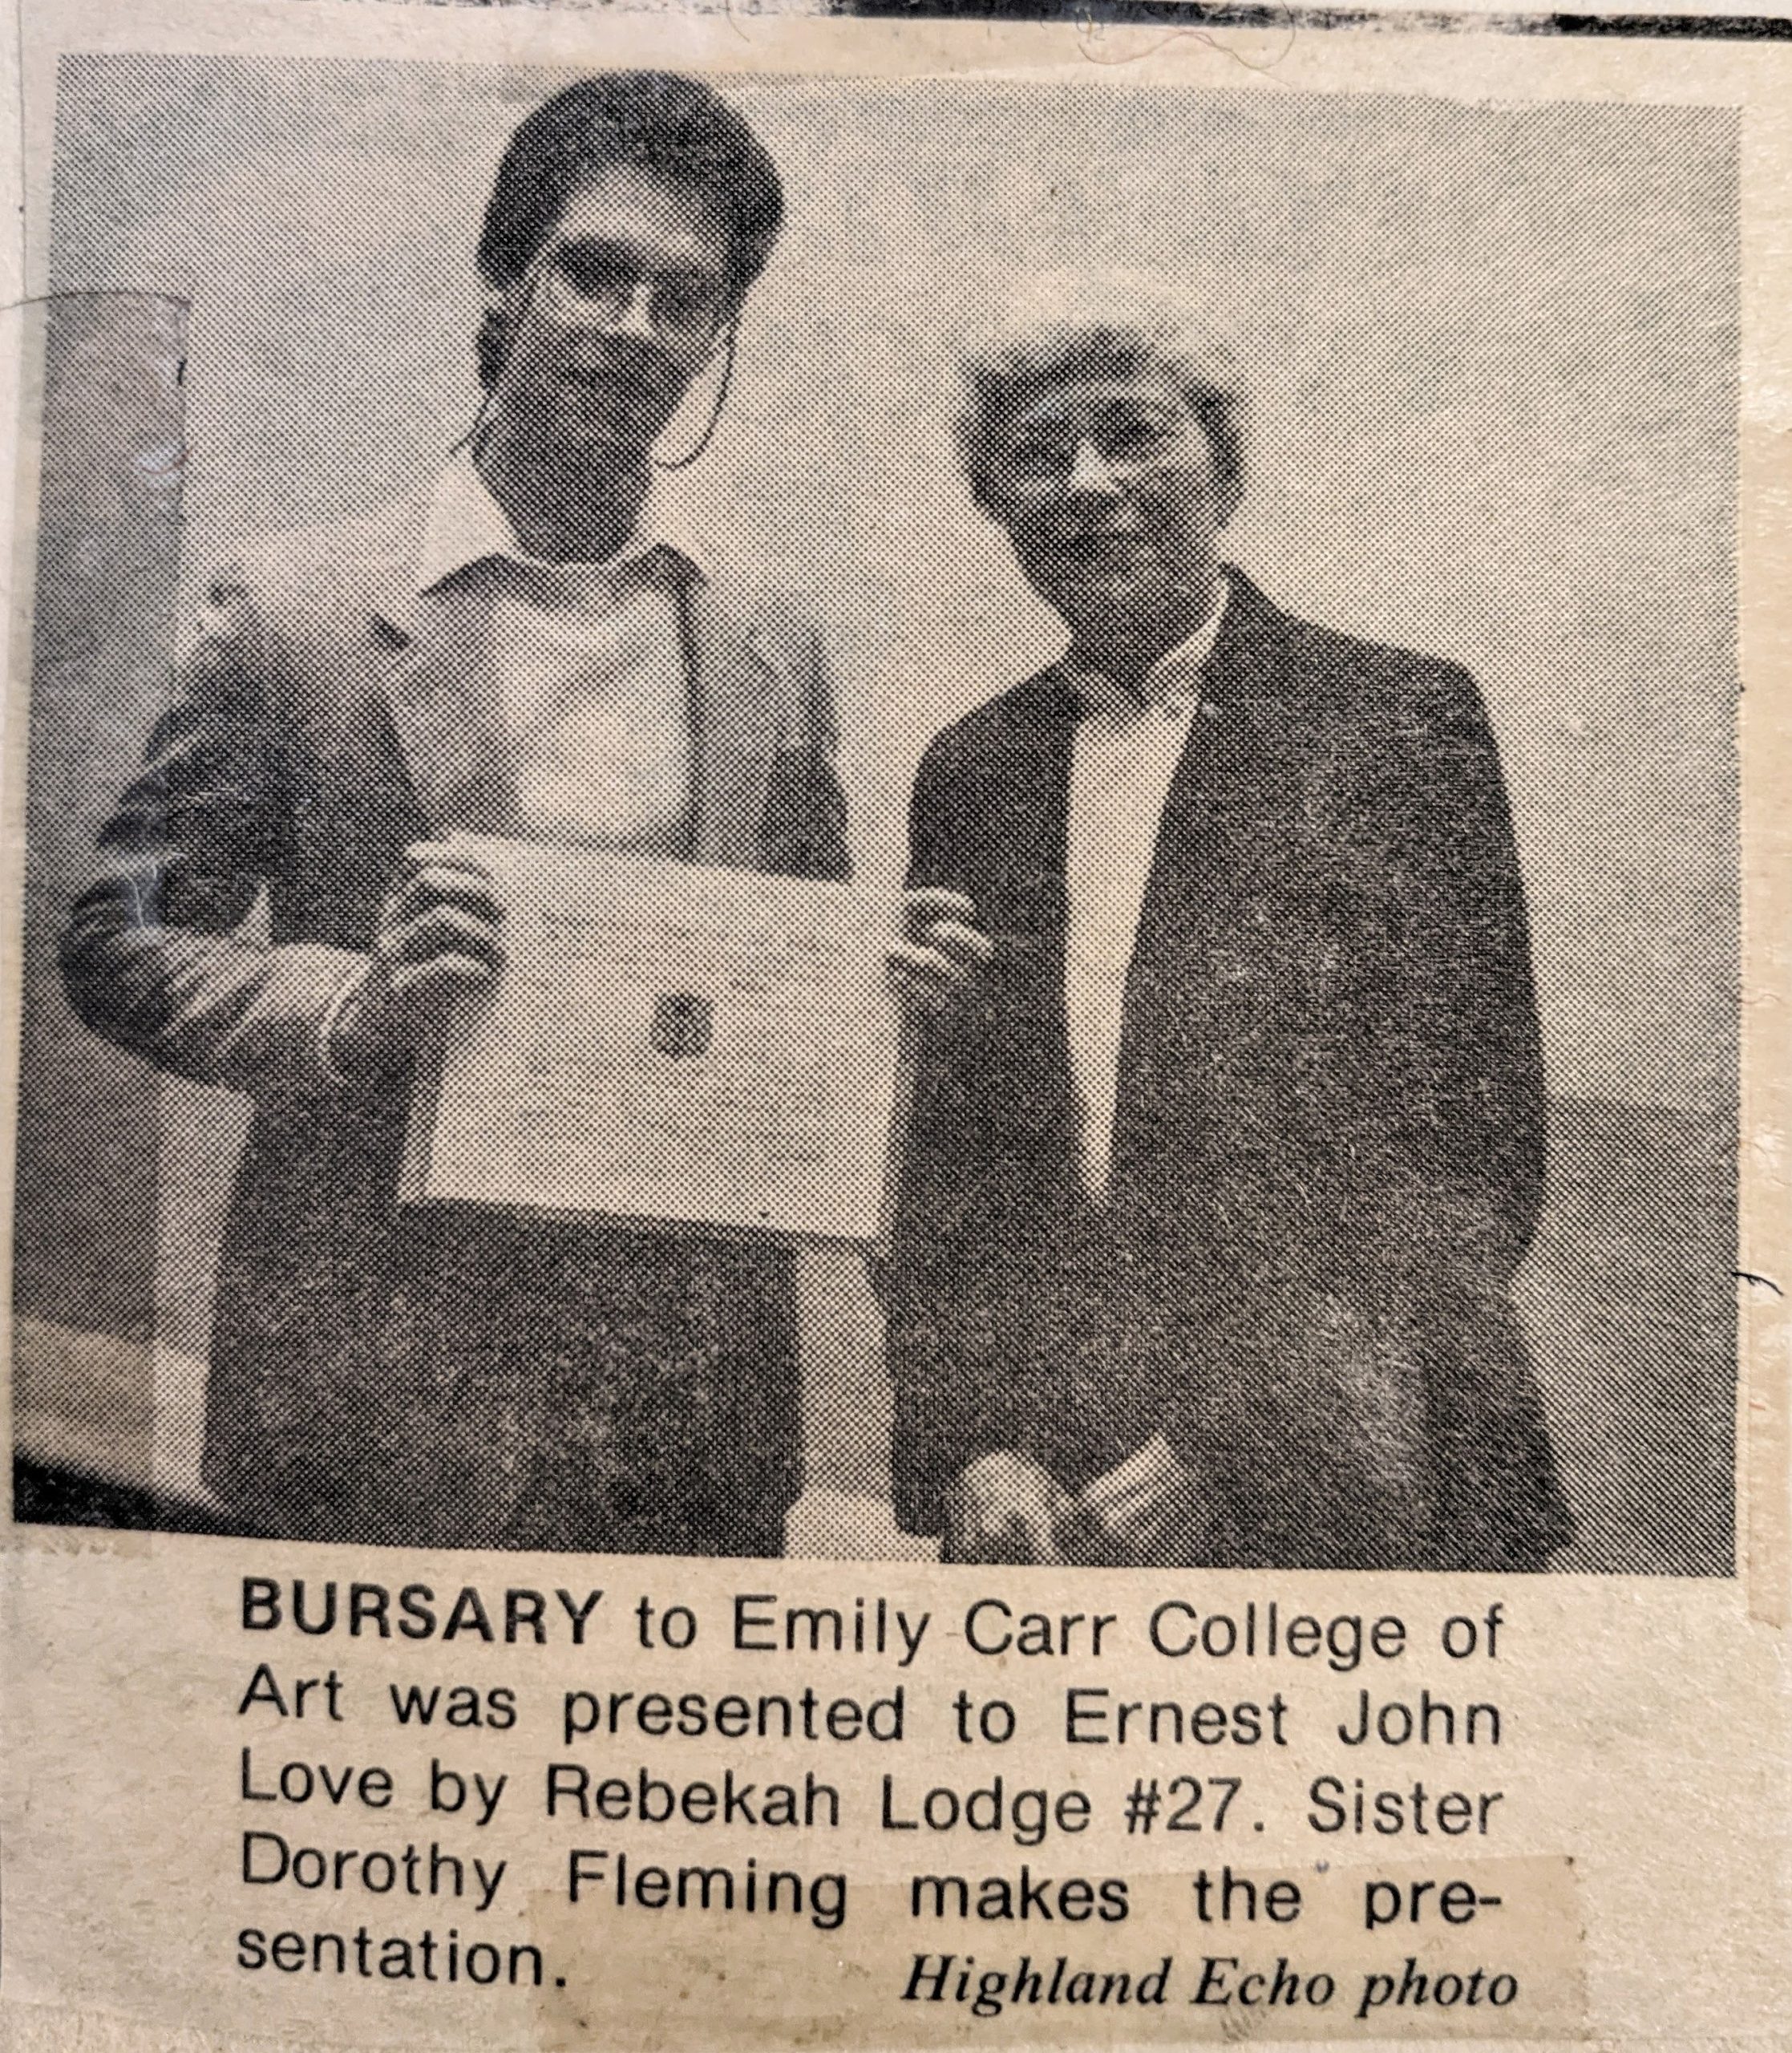 BURSARY to Emily Carr College of
Art was presented to Ernest John
Love by Rebekah Lodge #27. Sister
Dorothy Fleming makes the pre-
sentation.
Highland Echo photo